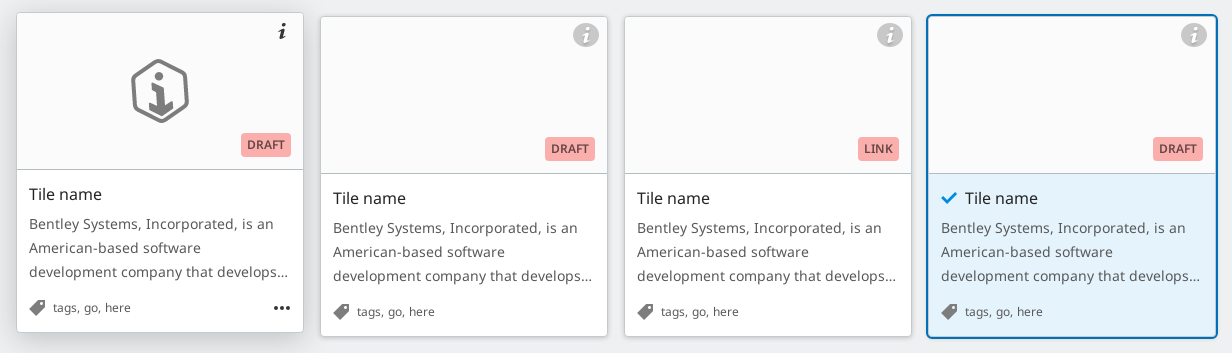 DRAFT
Tile name
Bentley Systems, Incorporated, is an
American-based software
development company that develops...
tags, go, here
DRAFT
Tile name
Bentley Systems, Incorporated, is an
American-based software
development company that develops...
tags, go, here
LINK
Tile name
Bentley Systems, Incorporated, is an
American-based software
development company that develops...
tags, go, here
DRAFT
Tile name
Bentley Systems, Incorporated, is an
American-based software
development company that develops...
tags, go, here